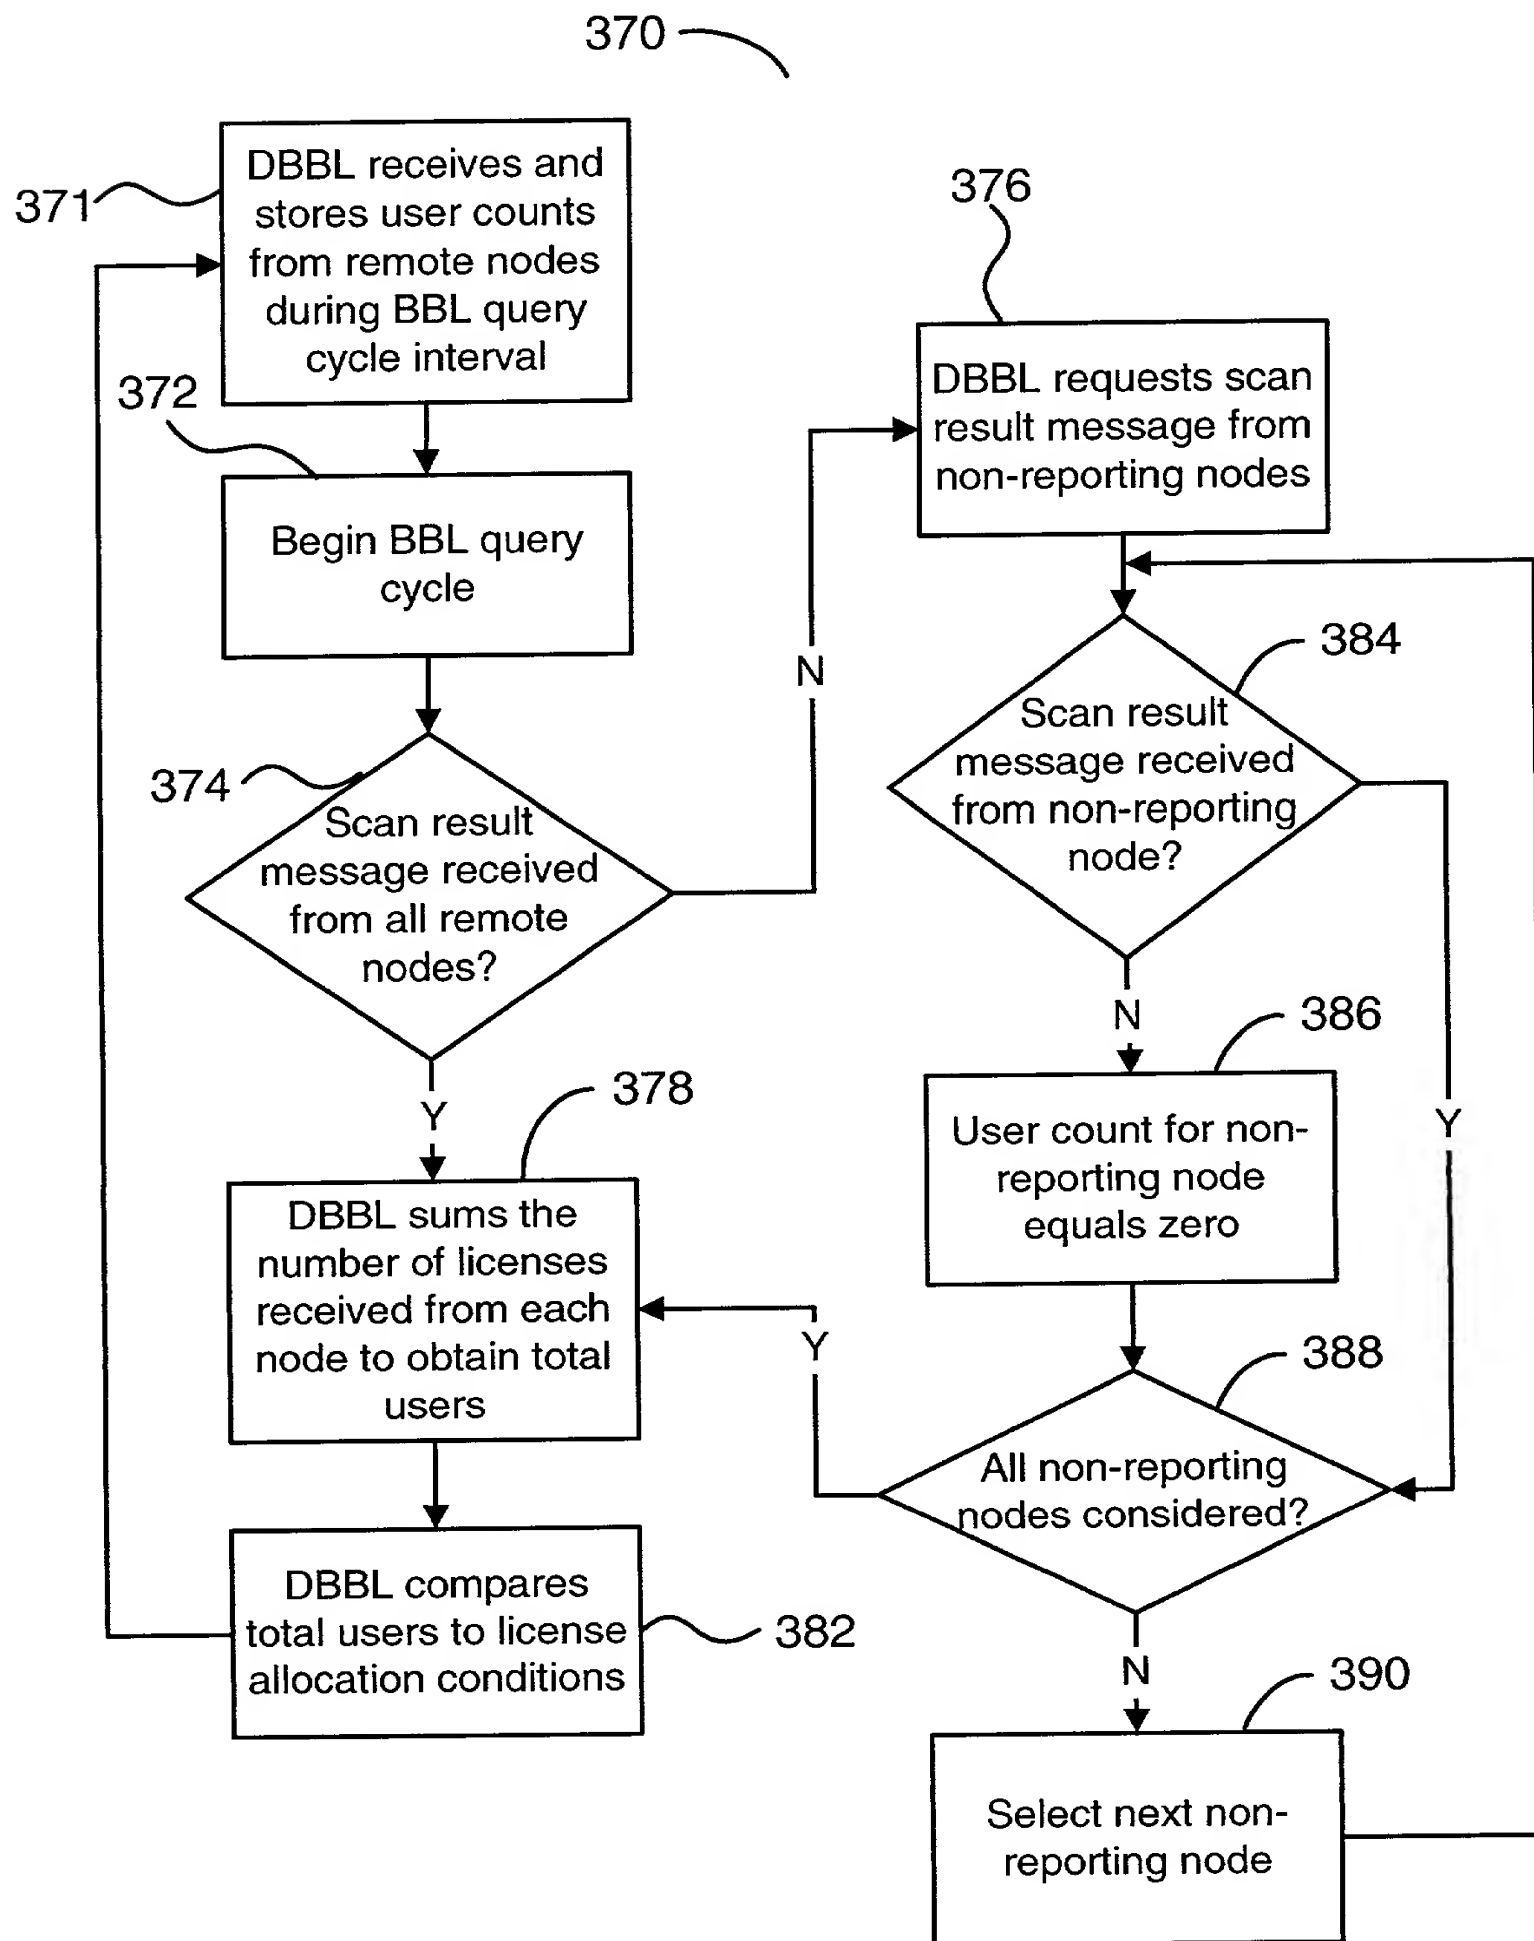 370
371
DBBL receives and
stores user counts
from remote nodes
during BBL query
cycle interval
372
Begin BBL query
cycle
374
Scan result
message received
from all remote
nodes?
N
Y
378
DBBL sums the
number of licenses
received from each
node to obtain total
users
DBBL compares
total users to license
allocation conditions
382
376
DBBL requests scan
result message from
non-reporting nodes
384
Scan result
message received
from non-reporting
node?
N
Y
386
User count for non-
reporting node
equals zero
388
All non-reporting
nodes considered?
Y
N
390
Select next non-
reporting node